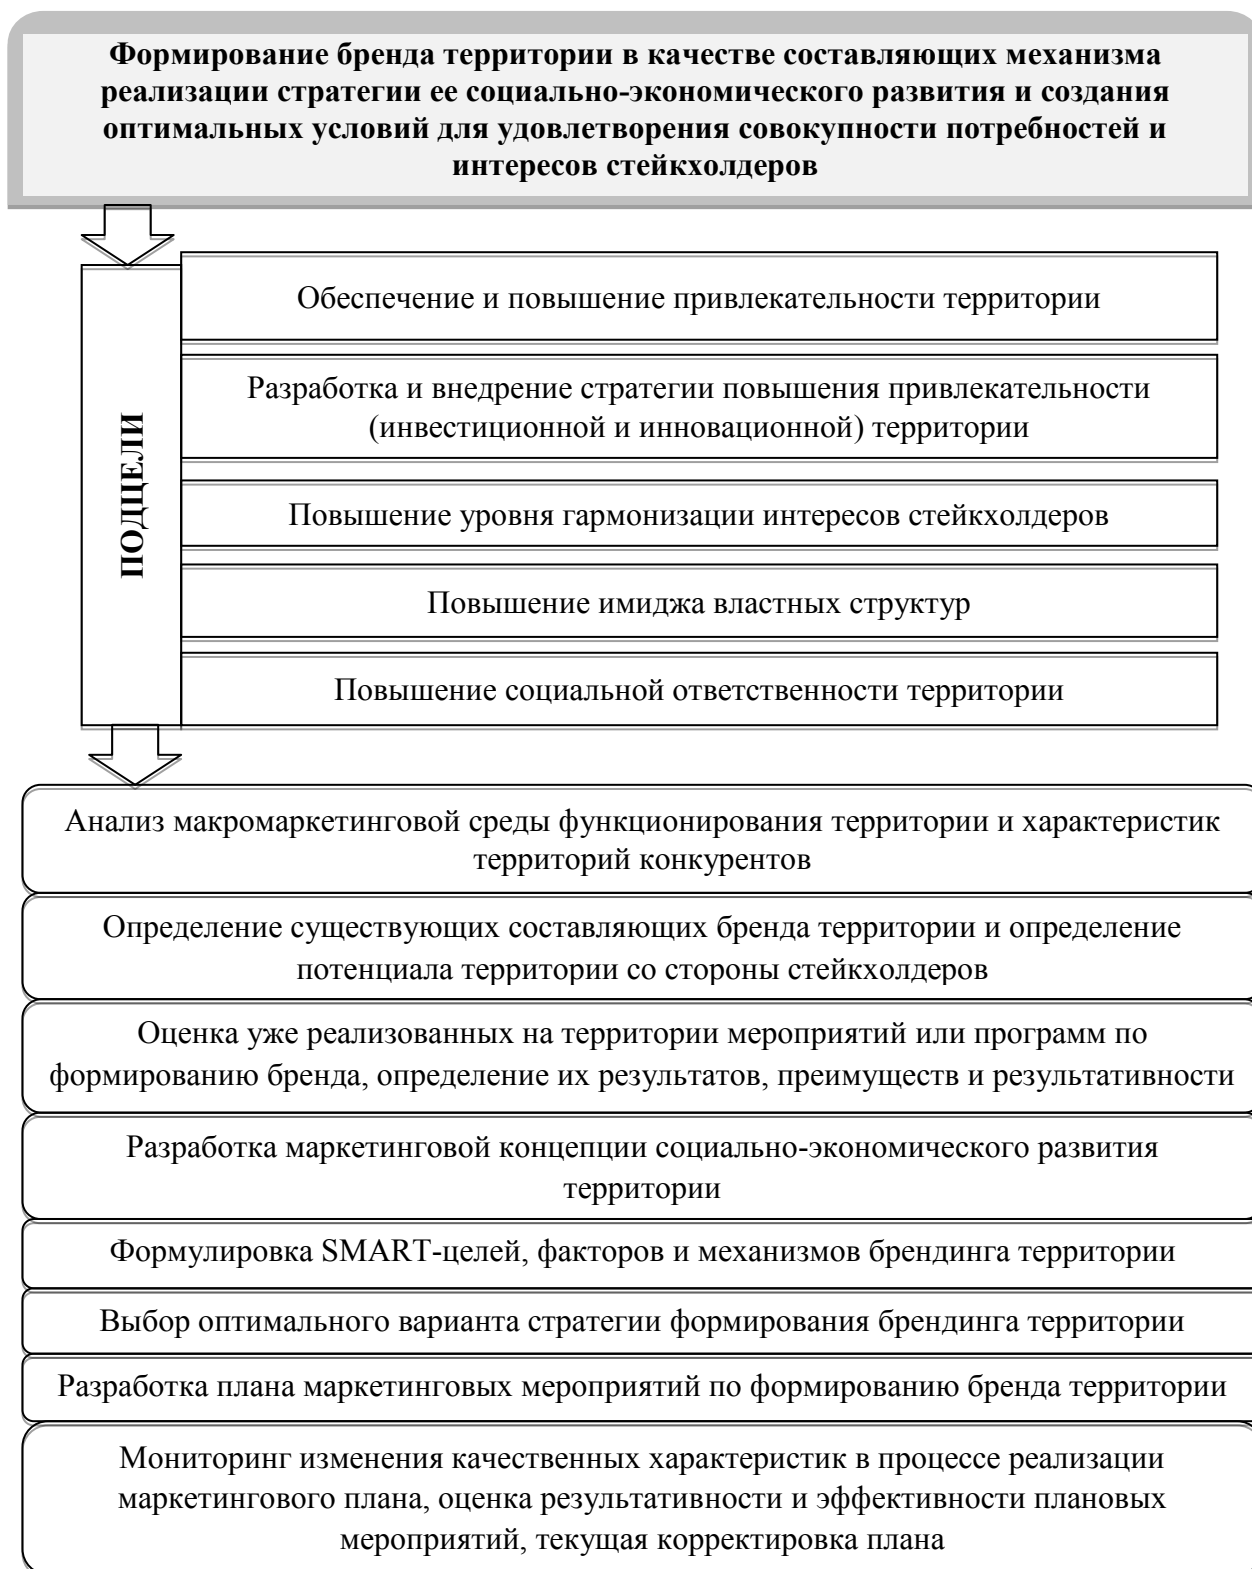 Формирование бренда территории в качестве составляющих механизма
реализации стратегии ее социально-экономического развития и создания
оптимальных условий для удовлетворения совокупности потребностей и
интересов стейкхолдеров
ПОДЦЕЛИ
Обеспечение и повышение привлекательности территории
Разработка и внедрение стратегии повышения привлекательности
(инвестиционной и инновационной) территории
Повышение уровня гармонизации интересов стейкхолдеров
Повышение имиджа властных структур
Повышение социальной ответственности территории
Анализ макромаркетинговой среды функционирования территории и характеристик
территорий конкурентов
Определение существующих составляющих бренда территории и определение
потенциала территории со стороны стейкхолдеров
Оценка уже реализованных на территории мероприятий или программ по
формированию бренда, определение их результатов, преимуществ и результативности
Разработка маркетинговой концепции социально-экономического развития
территории
Формулировка SMART-целей, факторов и механизмов брендинга территории
Выбор оптимального варианта стратегии формирования брендинга территории
Разработка плана маркетинговых мероприятий по формированию бренда территории
Мониторинг изменения качественных характеристик в процессе реализации
маркетингового плана, оценка результативности и эффективности плановых
мероприятий, текущая корректировка плана